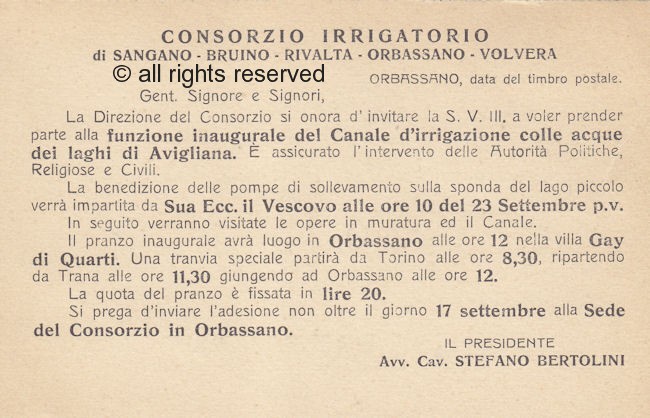 CONSORZIO IRRIGATORIO
di SANGANO - BRUINO - RIVALTA - ORBASSANO - VOLVERA
© all rights reserved
ORBASSANO, data del timbro postale.
Gent. Signore e Signori,
La Direzione del Consorzio si onora d'invitare la S. V. Ill. a voler prender
parte alla funzione inaugurale del Canale d'irrigazione colle acque
dei laghi di Avigliana. È assicurato l'intervento delle Autorità Politiche,
Religiose e Civili.
La benedizione delle pompe di sollevamento sulla sponda del lago piccolo
verrà impartita da Sua Ecc. il Vescovo alle ore 10 del 23 Settembre p.v.
In seguito verranno visitate le opere in muratura ed il Canale.
Il pranzo inaugurale avrà luogo in Orbassano alle ore 12 nella villa Gay
di Quarti. Una tranvia speciale partirà da Torino alle ore 8,30, ripartendo
da Trana alle ore 11,30 giungendo ad Orbassano alle ore 12.
La quota del pranzo è fissata in lire 20.
Si prega d'inviare l'adesione non oltre il giorno 17 settembre alla Sede
del Consorzio in Orbassano.
IL PRESIDENTE
Avv. Cav. STEFANO BERTOLINI